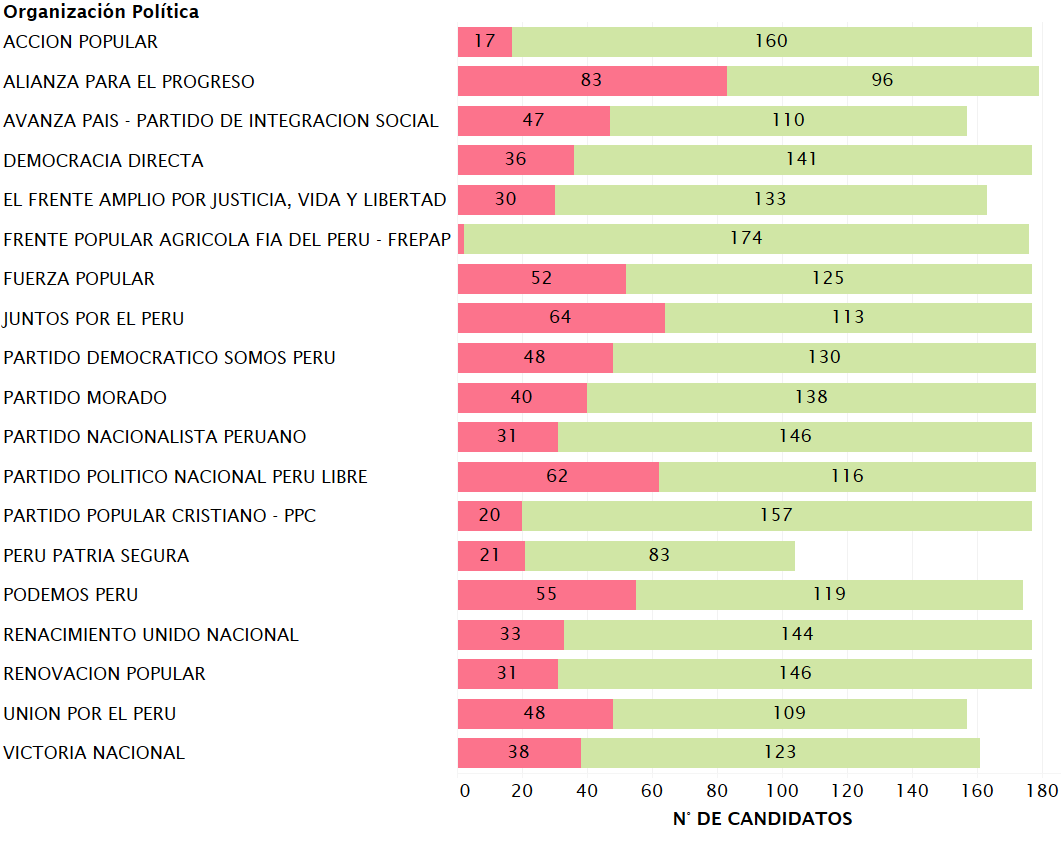 Organización Política
ACCION POPULAR 17 160
ALIANZA PARA EL PROGRESO 83 96
AVANZA PAIS - PARTIDO DE INTEGRACION SOCIAL 47 110
DEMOCRACIA DIRECTA 36 141
EL FRENTE AMPLIO POR JUSTICIA, VIDA Y LIBERTAD 30 133
FRENTE POPULAR AGRICOLA FIA DEL PERU - FREPAP 174
FUERZA POPULAR 52 125
JUNTOS POR EL PERU 64 113
PARTIDO DEMOCRATICO SOMOS PERU 48 130
PARTIDO MORADO 40 138
PARTIDO NACIONALISTA PERUANO 31 146
PARTIDO POLITICO NACIONAL PERU LIBRE 62 116
PARTIDO POPULAR CRISTIANO - PPC 20 157
PERU PATRIA SEGURA 21 83
PODEMOS PERU 55 119
RENACIMIENTO UNIDO NACIONAL 33 144
RENOVACION POPULAR 31 146
UNION POR EL PERU 48 109
VICTORIA NACIONAL 38 123
0 20 40 60 80 100 120 140 160 180
N° DE CANDIDATOS